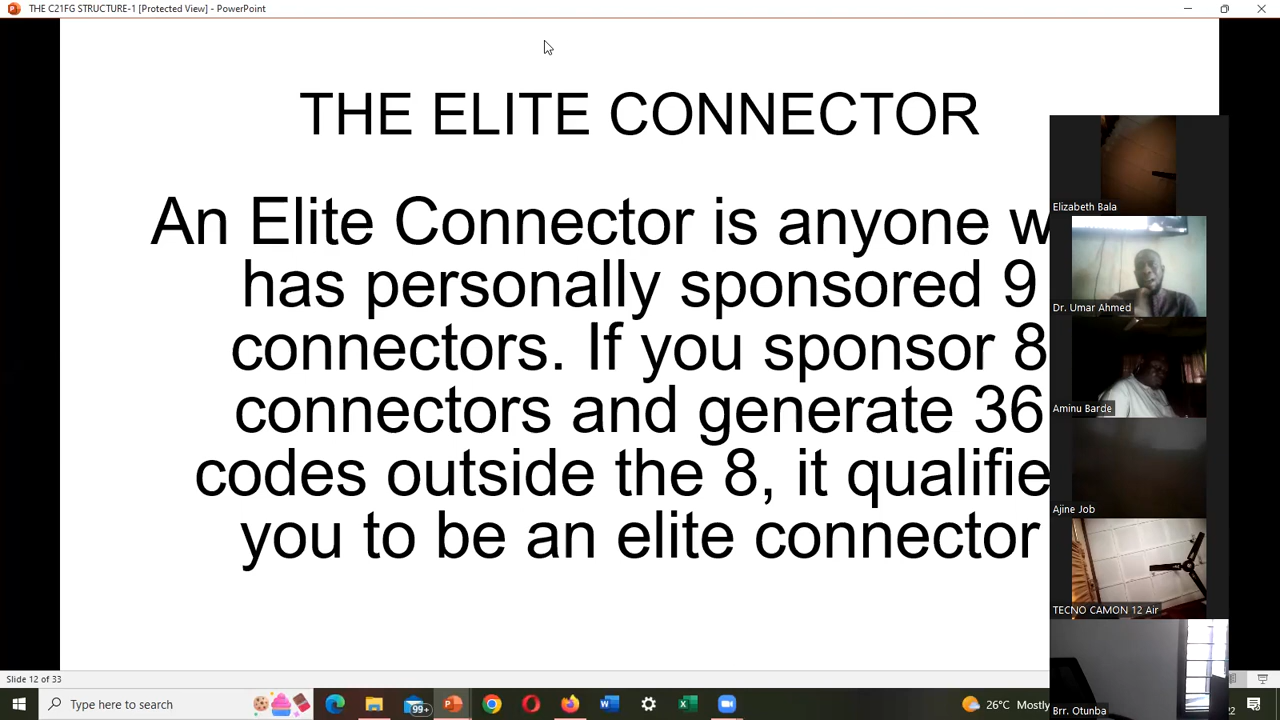 THE C21FG STRUCTURE-1 [Protected View] - PowerPoint
THE ELITE CONNECTOR
An Elite Connector is anyone
has personally sponsored 9
connectors. If you sponsor 8
connectors and generate 36
codes outside the 8, it qualifie
you to be an elite connector
Elizabeth Bala
Dr. Umar Ahmed
Aminu Barde
Ajine Job
TECNO CAMON 12 Air
Brr. Otunba
Slide 12 of 33
Type here to search
99+
26°C Mostly